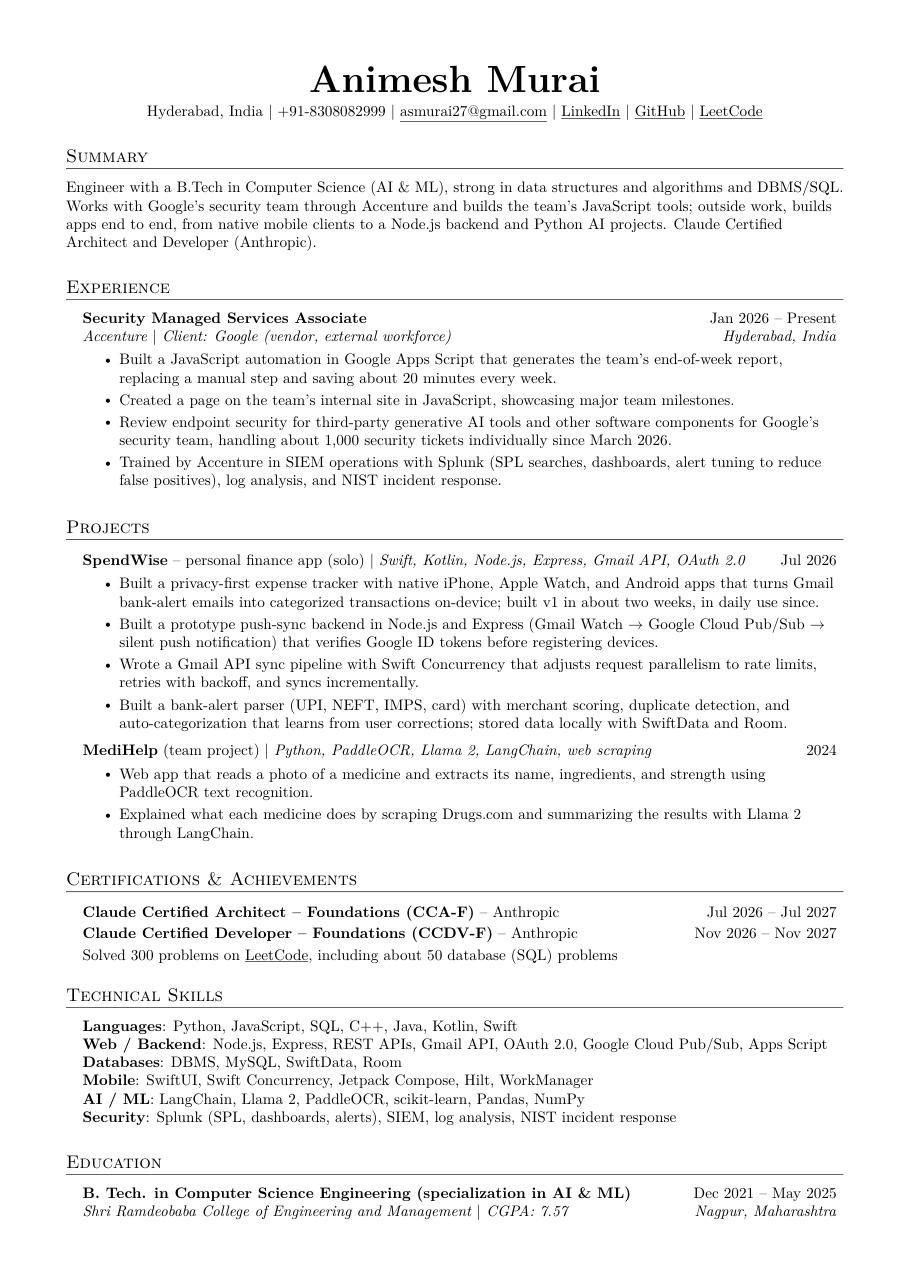 Animesh Murai
Hyderabad, India | +91-8308082999 | asmurai27@gmail.com | LinkedIn | GitHub | LeetCode
Summary
Engineer with a B.Tech in Computer Science (AI & ML), strong in data structures and algorithms and DBMS/SQL.
Works with Google's security team through Accenture and builds the team's JavaScript tools; outside work, builds
apps end to end, from native mobile clients to a Node.js backend and Python AI projects. Claude Certified
Architect and Developer (Anthropic).
Experience
Security Managed Services Associate Jan 2026 – Present
Accenture | Client: Google (vendor, external workforce) Hyderabad, India
• Built a JavaScript automation in Google Apps Script that generates the team's end-of-week report,
replacing a manual step and saving about 20 minutes every week.
• Created a page on the team's internal site in JavaScript, showcasing major team milestones.
• Review endpoint security for third-party generative AI tools and other software components for Google's
security team, handling about 1,000 security tickets individually since March 2026.
• Trained by Accenture in SIEM operations with Splunk (SPL searches, dashboards, alert tuning to reduce
false positives), log analysis, and NIST incident response.
Projects
SpendWise – personal finance app (solo) | Swift, Kotlin, Node.js, Express, Gmail API, OAuth 2.0 Jul 2026
• Built a privacy-first expense tracker with native iPhone, Apple Watch, and Android apps that turns Gmail
bank-alert emails into categorized transactions on-device; built v1 in about two weeks, in daily use since.
• Built a prototype push-sync backend in Node.js and Express (Gmail Watch → Google Cloud Pub/Sub →
silent push notification) that verifies Google ID tokens before registering devices.
• Wrote a Gmail API sync pipeline with Swift Concurrency that adjusts request parallelism to rate limits,
retries with backoff, and syncs incrementally.
• Built a bank-alert parser (UPI, NEFT, IMPS, card) with merchant scoring, duplicate detection, and
auto-categorization that learns from user corrections; stored data locally with SwiftData and Room.
MediHelp (team project) | Python, PaddleOCR, Llama 2, LangChain, web scraping 2024
• Web app that reads a photo of a medicine and extracts its name, ingredients, and strength using
PaddleOCR text recognition.
• Explained what each medicine does by scraping Drugs.com and summarizing the results with Llama 2
through LangChain.
Certifications & Achievements
Claude Certified Architect – Foundations (CCA-F) – Anthropic Jul 2026 – Jul 2027
Claude Certified Developer – Foundations (CCDV-F) – Anthropic Nov 2026 – Nov 2027
Solved 300 problems on LeetCode, including about 50 database (SQL) problems
Technical Skills
Languages: Python, JavaScript, SQL, C++, Java, Kotlin, Swift
Web / Backend: Node.js, Express, REST APIs, Gmail API, OAuth 2.0, Google Cloud Pub/Sub, Apps Script
Databases: DBMS, MySQL, SwiftData, Room
Mobile: SwiftUI, Swift Concurrency, Jetpack Compose, Hilt, WorkManager
AI / ML: LangChain, Llama 2, PaddleOCR, scikit-learn, Pandas, NumPy
Security: Splunk (SPL, dashboards, alerts), SIEM, log analysis, NIST incident response
Education
B. Tech. in Computer Science Engineering (specialization in AI & ML) Dec 2021 – May 2025
Shri Ramdeobaba College of Engineering and Management | CGPA: 7.57 Nagpur, Maharashtra